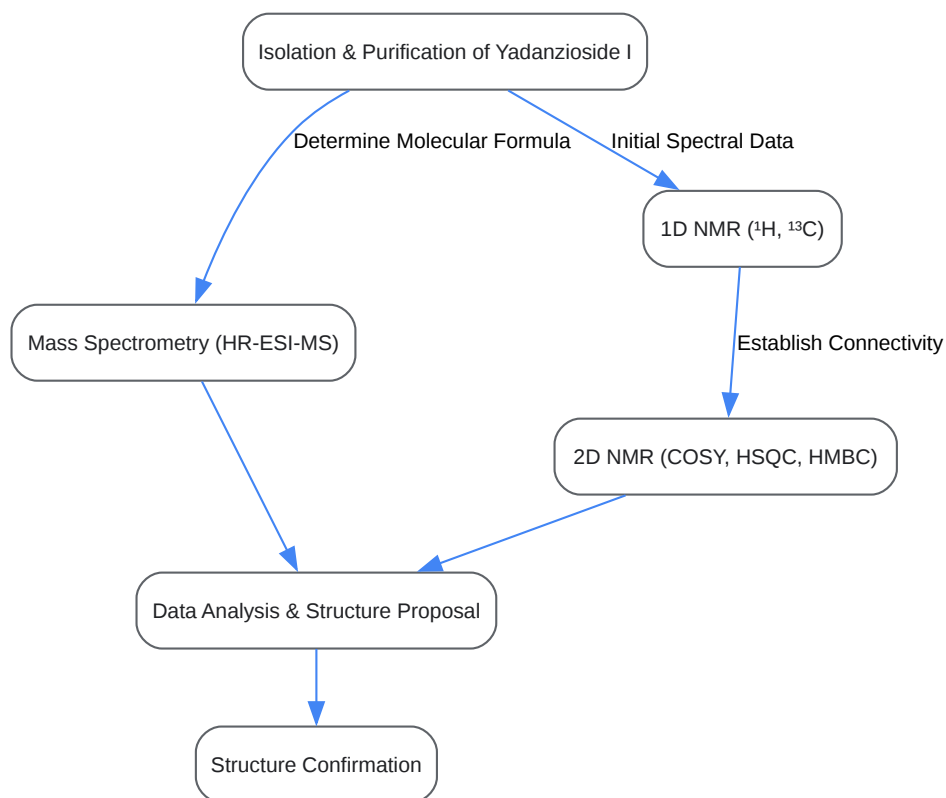 Isolation & Purification of Yadanzioside I
Determine Molecular Formula
Initial Spectral Data
1D NMR (¹H, ¹³C)
Mass Spectrometry (HR-ESI-MS)
Establish Connectivity
2D NMR (COSY, HSQC, HMBC)
Data Analysis & Structure Proposal
Structure Confirmation